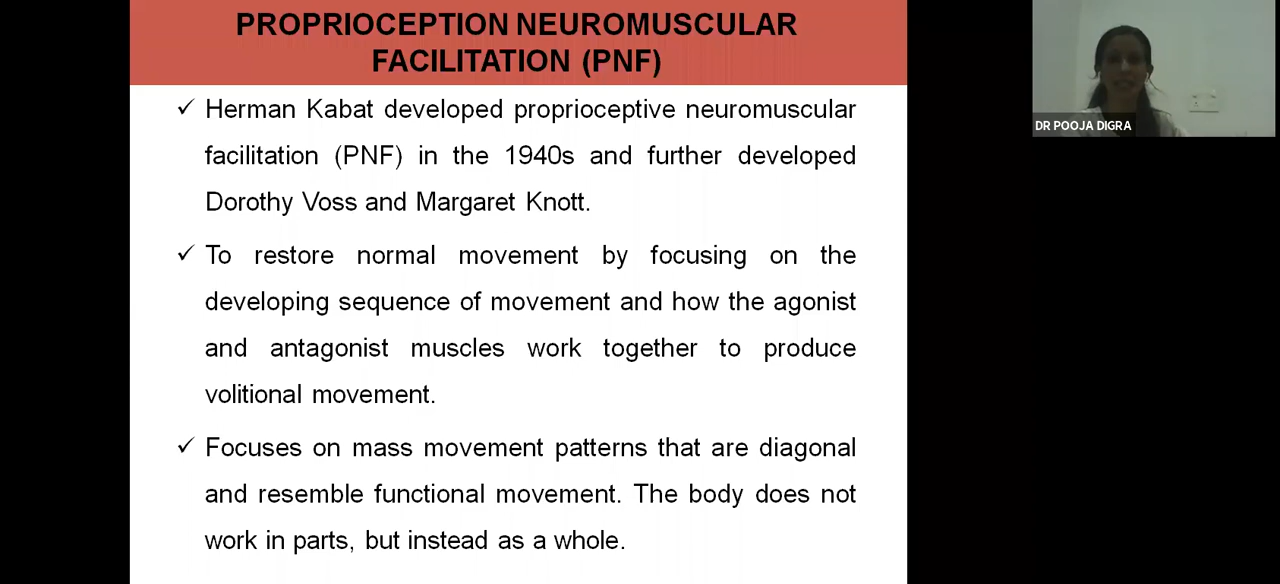 PROPRIOCEPTION NEUROMUSCULAR
FACILITATION (PNF)
✓ Herman Kabat developed proprioceptive neuromuscular
facilitation (PNF) in the 1940s and further developed
Dorothy Voss and Margaret Knott.
✓ To restore normal movement by focusing on the
developing sequence of movement and how the agonist
and antagonist muscles work together to produce
volitional movement.
✓ Focuses on mass movement patterns that are diagonal
and resemble functional movement. The body does not
work in parts, but instead as a whole.
DR POOJA DIGRA